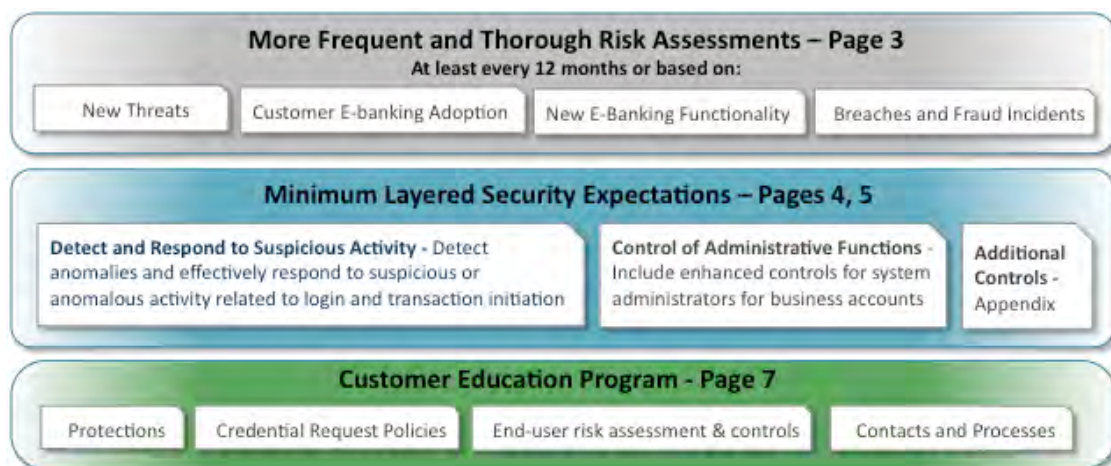 More Frequent and Thorough Risk Assessments – Page 3
At least every 12 months or based on:
New Threats
Customer E-banking Adoption
New E-Banking Functionality
Breaches and Fraud Incidents
Minimum Layered Security Expectations – Pages 4, 5
Detect and Respond to Suspicious Activity - Detect
anomalies and effectively respond to suspicious or
anomalous activity related to login and transaction initiation
Control of Administrative Functions -
Include enhanced controls for system
administrators for business accounts
Additional
Controls -
Appendix
Customer Education Program - Page 7
Protections
Credential Request Policies
End-user risk assessment & controls
Contacts and Processes